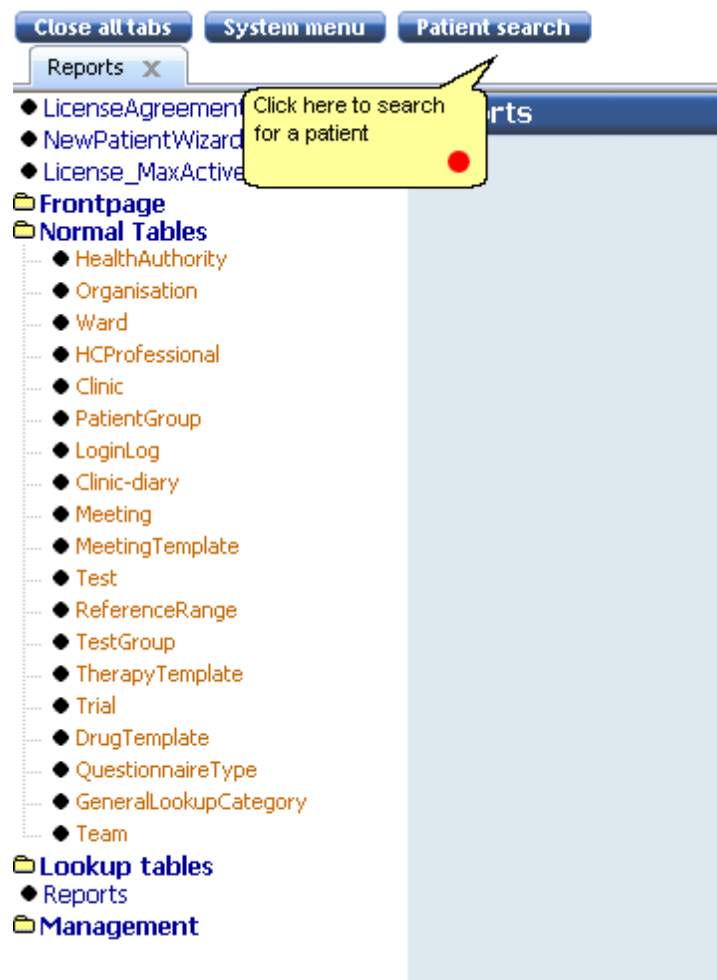 Close all tabs System menu Patient search
Reports X
LicenseAgreement
NewPatientWizard
License_MaxActive
Click here to search
for a patient
rts
Frontpage
Normal Tables
HealthAuthority
Organisation
Ward
HCProfessional
Clinic
PatientGroup
LoginLog
Clinic-diary
Meeting
MeetingTemplate
Test
ReferenceRange
TestGroup
TherapyTemplate
Trial
DrugTemplate
QuestionnaireType
GeneralLookupCategory
Team
Lookup tables
Reports
Management